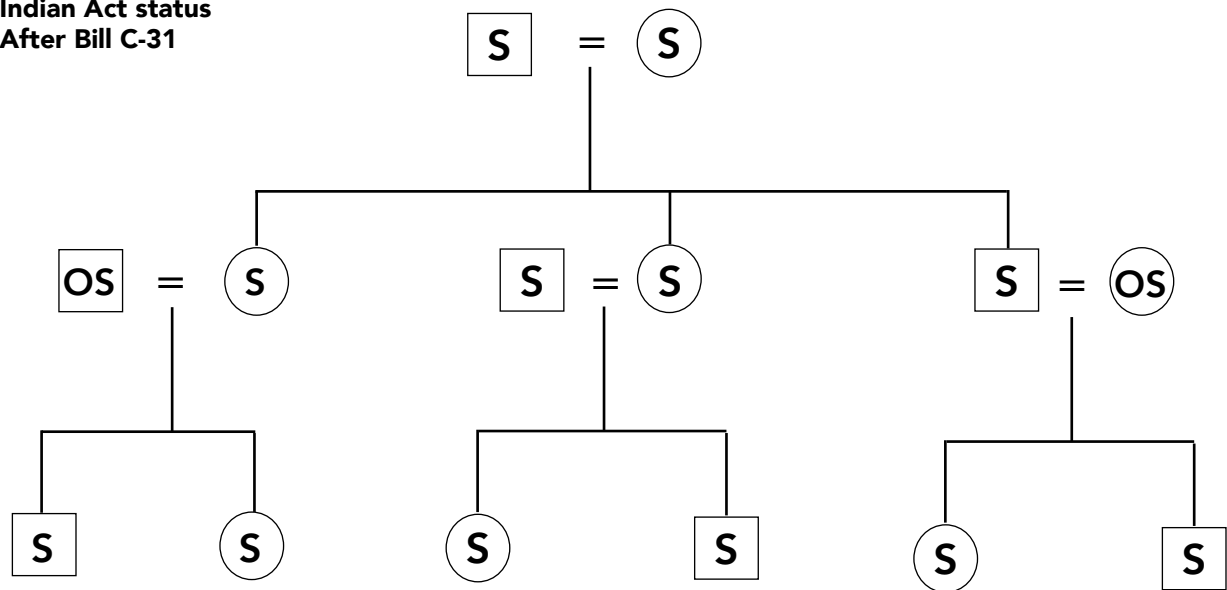 Indian Act status
After Bill C-31
S = S
OS = S S = S S = OS
S S S S S S